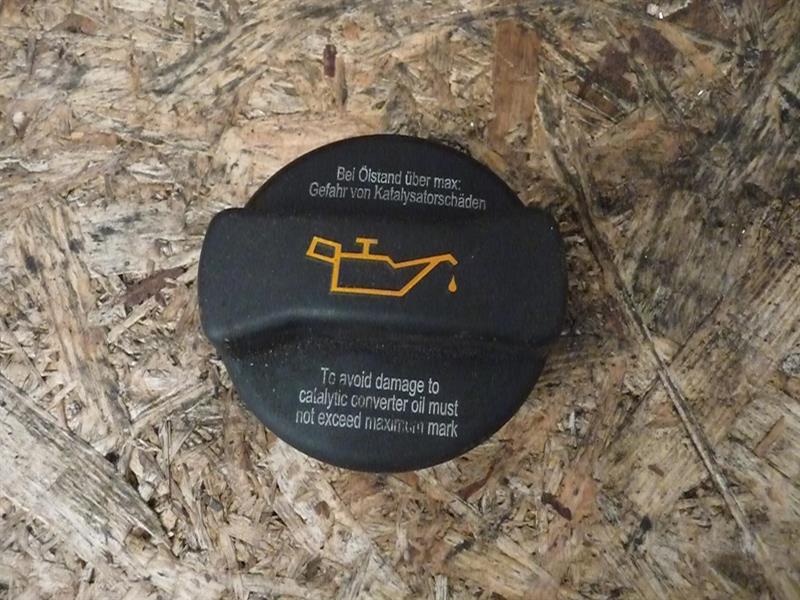 Bei Ölstand über max:
Gefahr von Katalysatorschäden
To avoid damage to
catalytic converter oil must
not exceed maximum mark